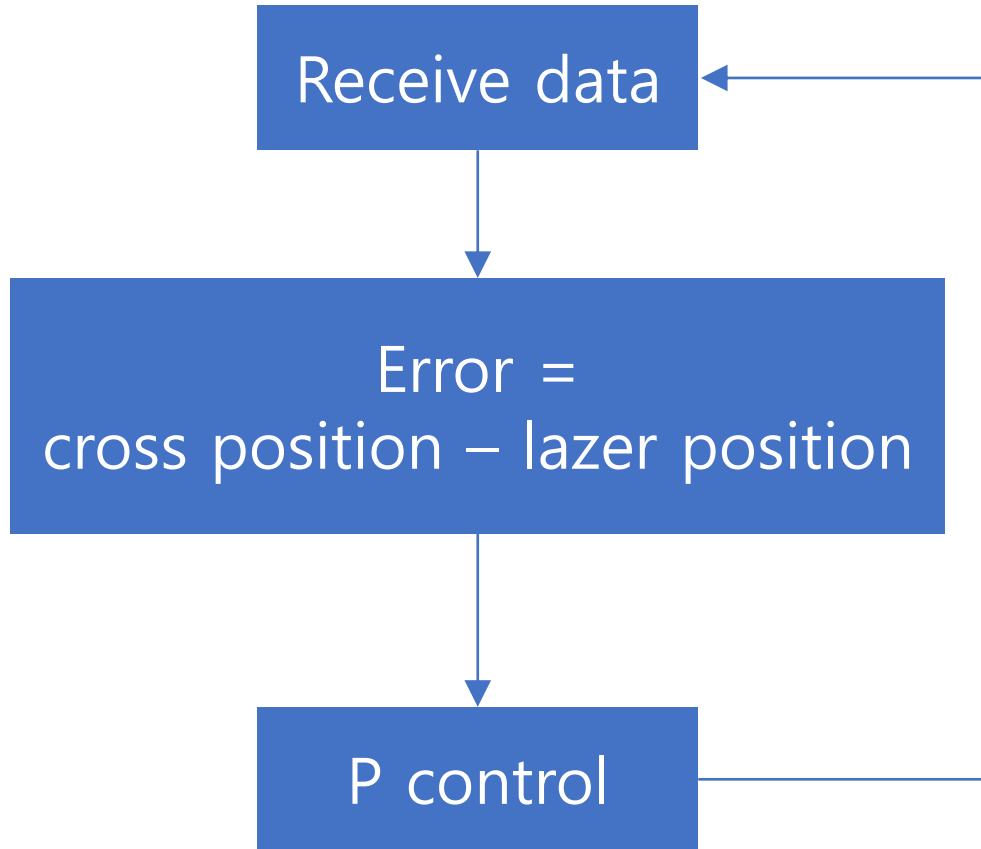 Receive data
Error =
cross position – lazer position
P control